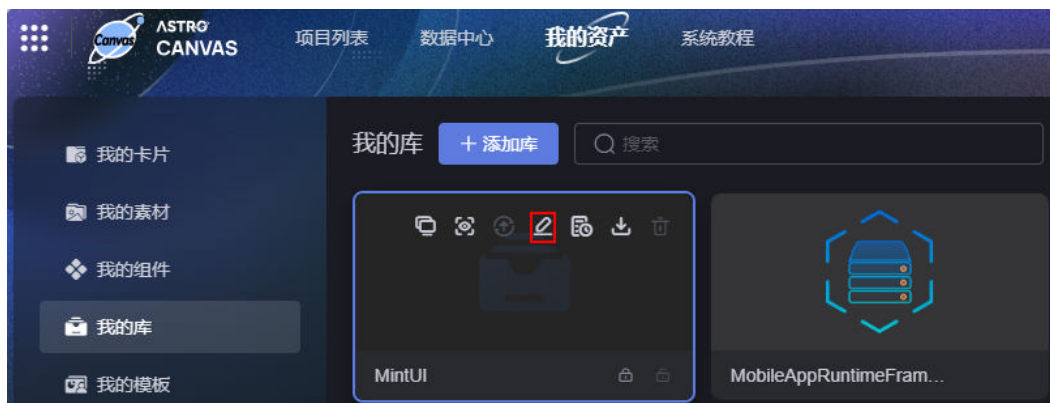 Canvas
ASTRO
CANVAS
项目列表
数据中心
我的资产
系统教程
我的卡片
我的素材
我的组件
我的库
我的模板
我的库
添加库
搜索
MintUI
MobileAppRuntimeFram...